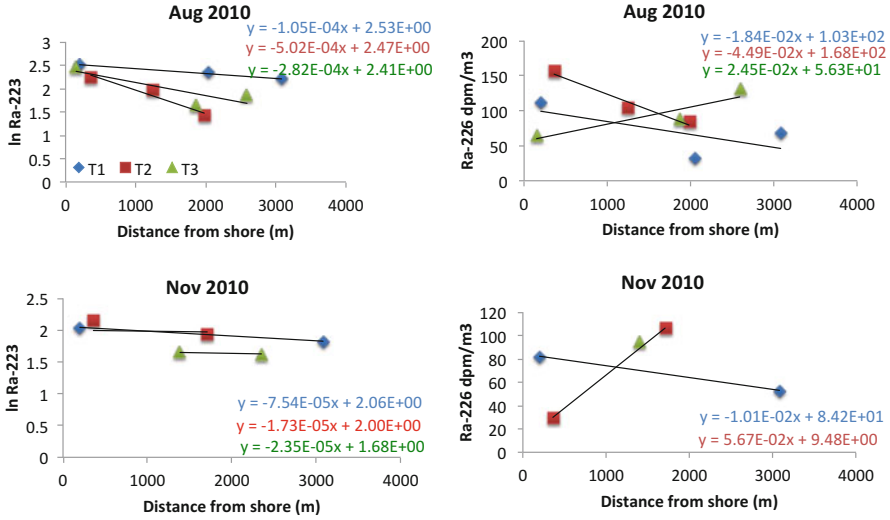 Aug 2010
y = -1.05E-04x + 2.53E+00
y = -5.02E-04x + 2.47E+00
y = -2.82E-04x + 2.41E+00
3
2.5
2
1.5
1
0.5
0
ln Ra-223
T1 T2 T3
0 1000 2000 3000 4000
Distance from shore (m)
Aug 2010
y = -1.84E-02x + 1.03E+02
y = -4.49E-02x + 1.68E+02
y = 2.45E-02x + 5.63E+01
200
150
100
50
0
Ra-226 dpm/m3
0 1000 2000 3000 4000
Distance from shore (m)
Nov 2010
2.5
2
1.5
1
0.5
0
ln Ra-223
y = -7.54E-05x + 2.06E+00
y = -1.73E-05x + 2.00E+00
y = -2.35E-05x + 1.68E+00
0 1000 2000 3000 4000
Distance from shore (m)
Nov 2010
120
100
80
60
40
20
0
Ra-226 dpm/m3
y = -1.01E-02x + 8.42E+01
y = 5.67E-02x + 9.48E+00
0 1000 2000 3000 4000
Distance from shore (m)